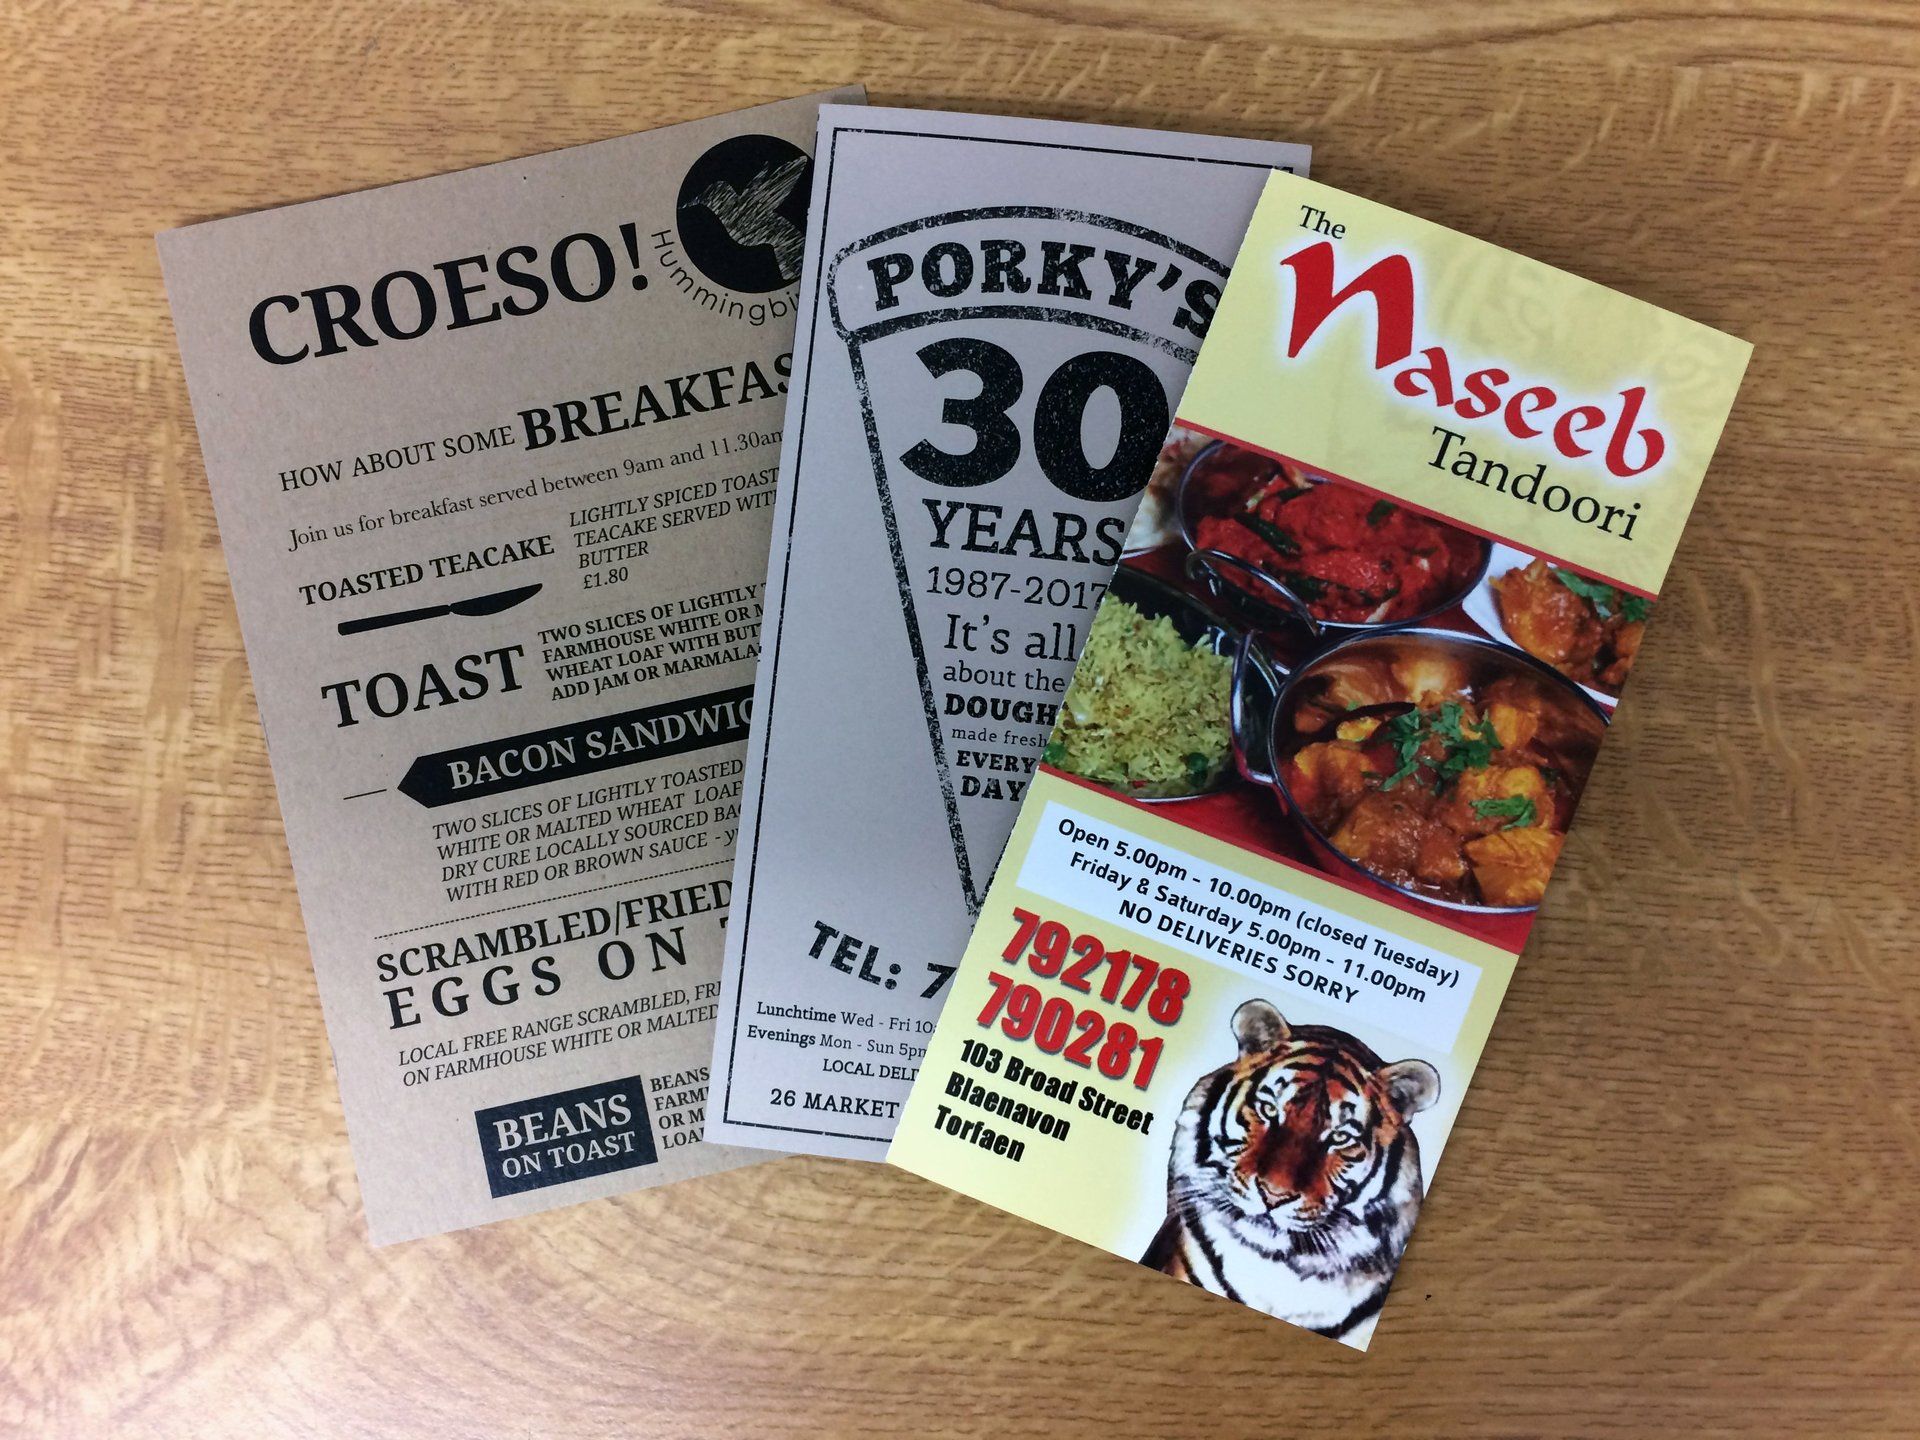 CROESO!
Hummingbi
HOW ABOUT SOME BREAKFAS
Join us for breakfast served between 9am and 11.30am
TOASTED TEACAKE
LIGHTLY SPICED TOAST
TEACAKE SERVED WIT
BUTTER
£1.80
TOAST
TWO SLICES OF LIGHTLY
FARMHOUSE WHITE OR
WHEAT LOAF WITH BUT
ADD JAM OR MARMALA
BACON SANDWIC
TWO SLICES OF LIGHTLY TOASTED
WHITE OR MALTED WHEAT LOAF
DRY CURE LOCALLY SOURCED BAC
WITH RED OR BROWN SAUCE -
SCRAMBLED/FRIED
EGGS ON
LOCAL FREE RANGE SCRAMBLED, FRI
ON FARMHOUSE WHITE OR MALTED
BEANS
ON TOAST
BEANS
FARM
OR M
LOA
PORKY'S
30
YEARS
1987-2017
It's all
about the
DOUGH
made fresh
EVERY
DAY
TEL: 7
Lunchtime Wed - Fri 10
Evenings Mon - Sun 5pm
LOCAL DELI
26 MARKET
The
Naseeb
Tandoori
Open 5.00pm - 10.00pm (closed Tuesday)
Friday & Saturday 5.00pm - 11.00pm
NO DELIVERIES SORRY
792178
790281
103 Broad Street
Blaenavon
Torfaen